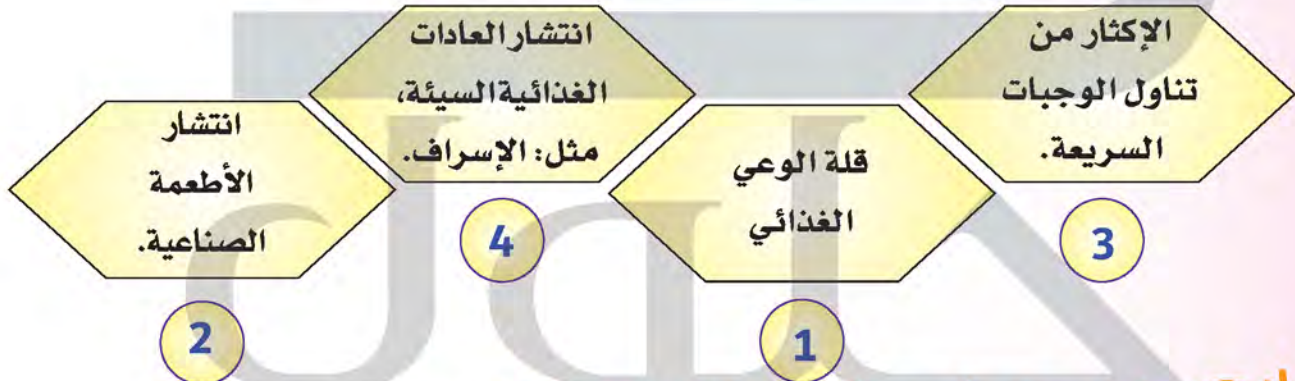 الإكثار من
تناول الوجبات
السريعة.
3
قلة الوعي
الغذائي
1
انتشار العادات
الغذائية السيئة،
مثل: الإسراف.
4
انتشار
الأطعمة
الصناعية.
2